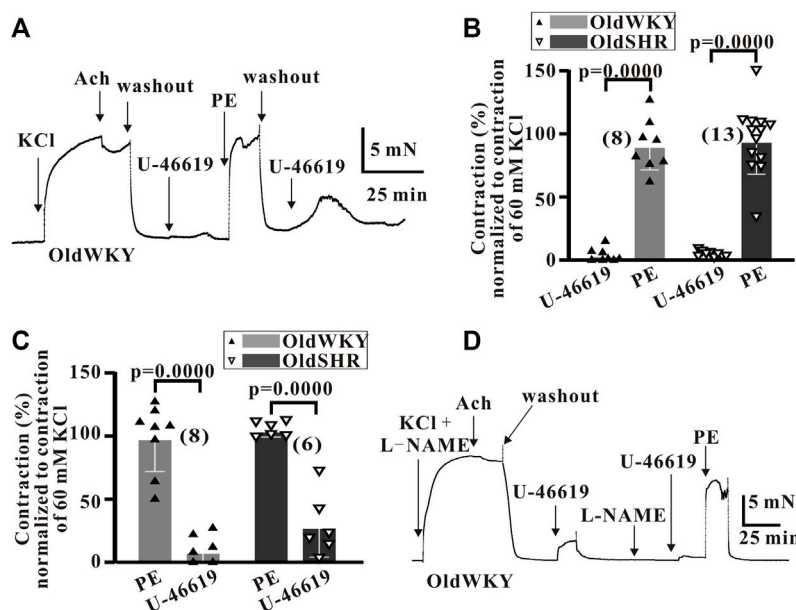 A
Ach
washout
PE
washout
KCl
U-46619
U-46619
5 mN
25 min
OldWKY
B
OldWKY
OldSHR
p=0.0000
p=0.0000
Contraction (%)
normalized to contraction
of 60 mM KCl
150
100
50
0
(8)
(13)
U-46619
PE
U-46619
PE
C
OldWKY
OldSHR
p=0.0000
p=0.0000
Contraction (%)
normalized to contraction
of 60 mM KCl
150
100
50
0
(8)
(6)
PE
U-46619
PE
U-46619
D
KCl +
L-NAME
Ach
washout
U-46619
L-NAME
U-46619
PE
5 mN
25 min
OldWKY